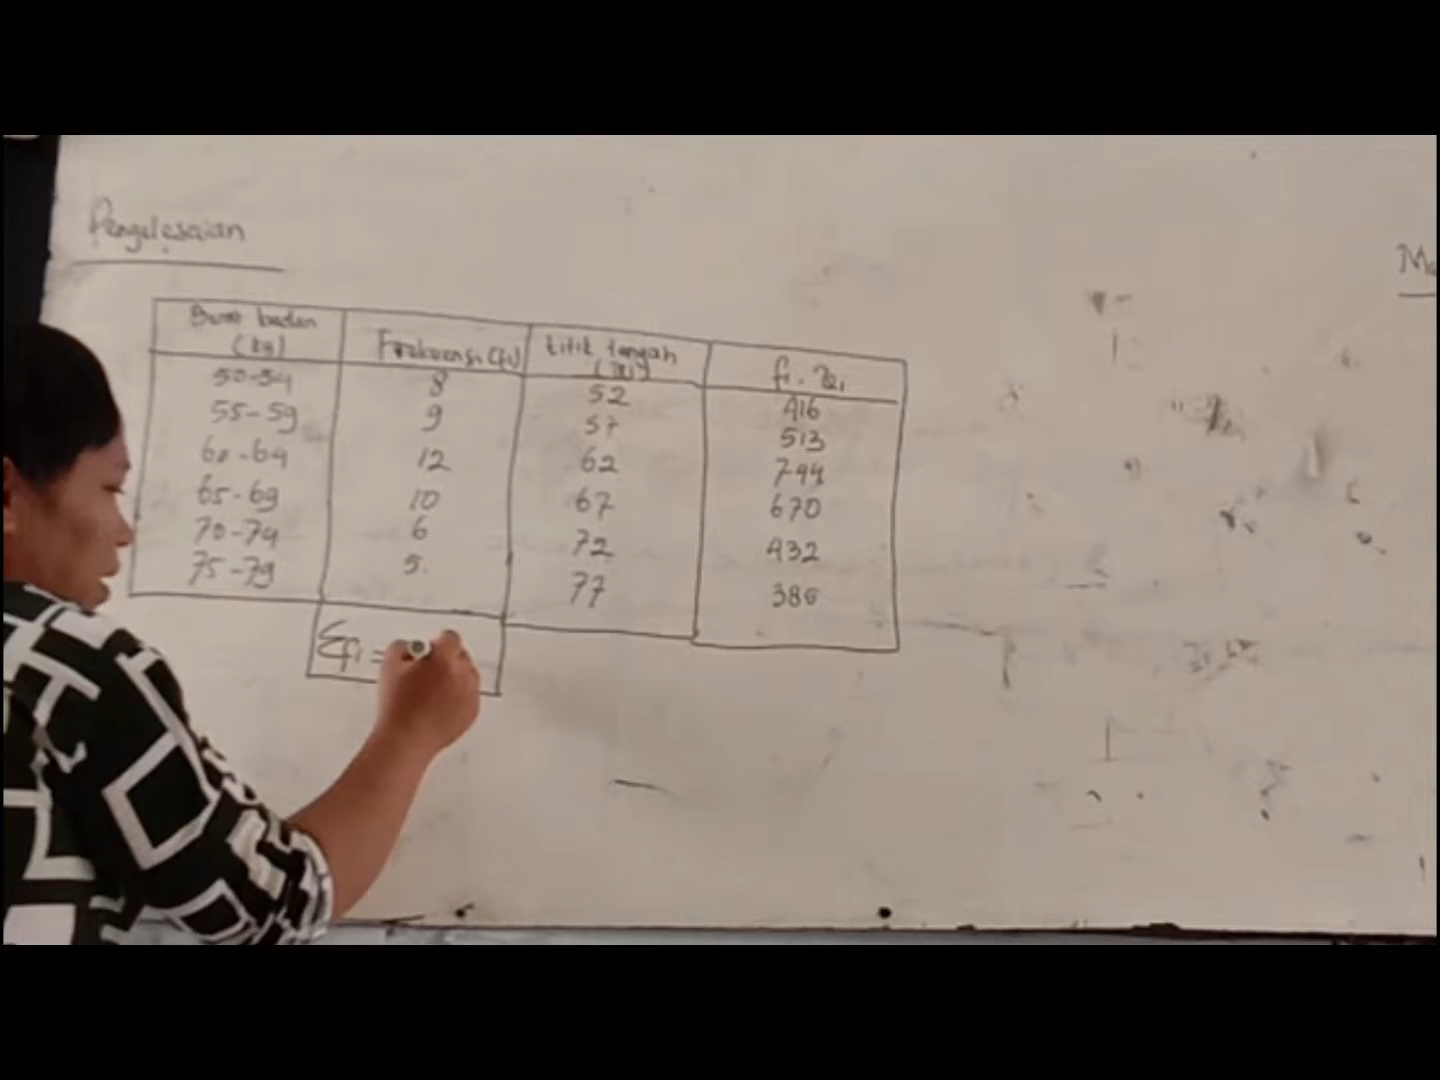 Pengelesaian
Berat badan (kg) Frekuensi (fi) titik tengah (xi) fi . xi
50-54 8 52 416
55-59 9 57 513
60-64 12 62 744
65-69 10 67 670
70-74 6 72 432
75-79 5 77 385
Σfi =